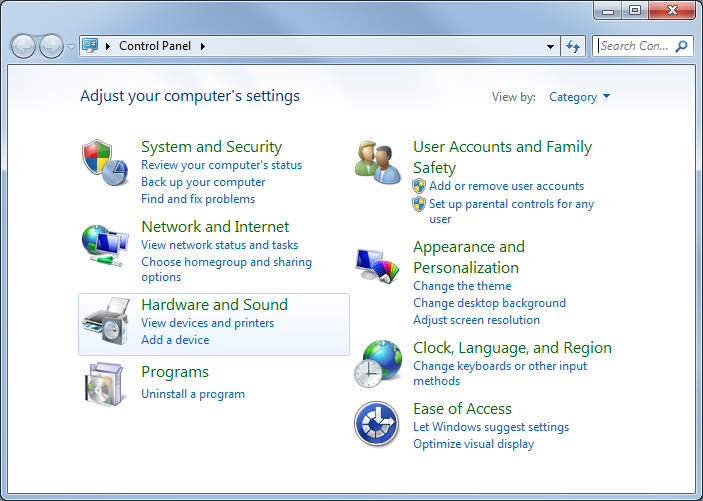 Control Panel
Search Con...
Adjust your computer's settings
View by: Category
System and Security
Review your computer's status
Back up your computer
Find and fix problems
Network and Internet
View network status and tasks
Choose homegroup and sharing
options
Hardware and Sound
View devices and printers
Add a device
Programs
Uninstall a program
User Accounts and Family
Safety
Add or remove user accounts
Set up parental controls for any
user
Appearance and
Personalization
Change the theme
Change desktop background
Adjust screen resolution
Clock, Language, and Region
Change keyboards or other input
methods
Ease of Access
Let Windows suggest settings
Optimize visual display